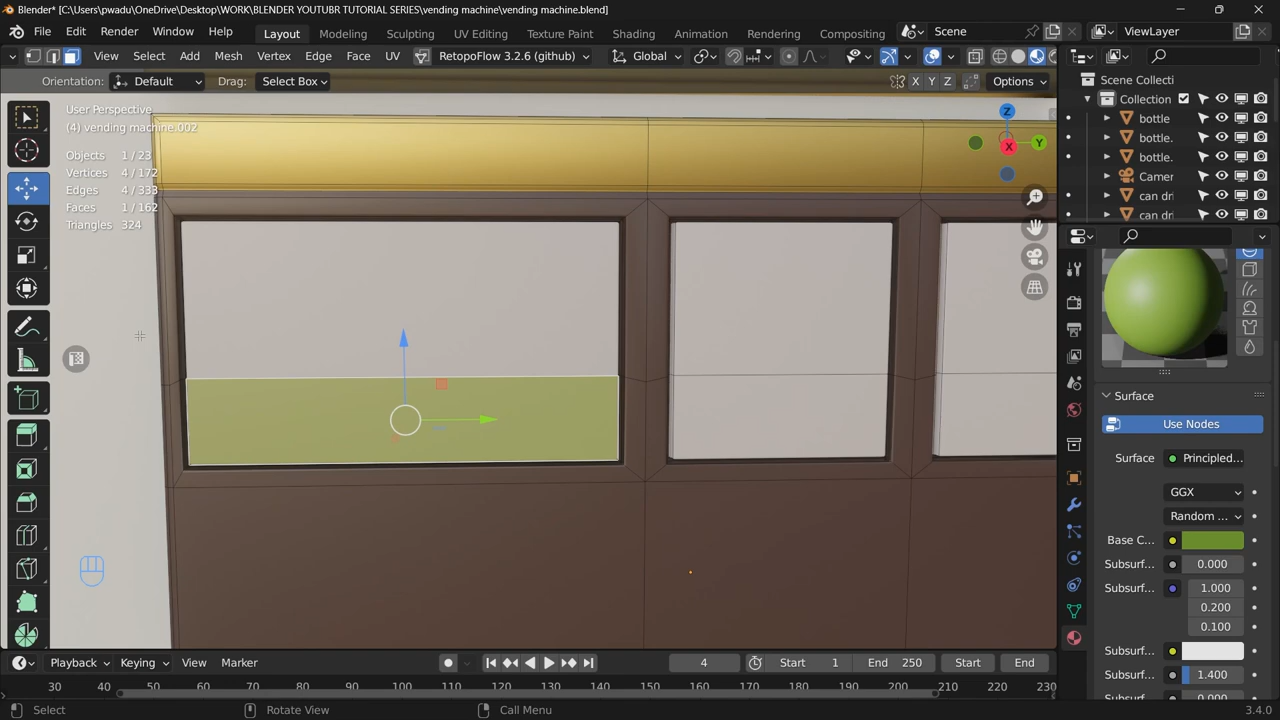 Blender* [C:\Users\pwadu\OneDrive\Desktop\WORK\BLENDER YOUTUBR TUTORIAL SERIES\vending machine\vending machine.blend]
File Edit Render Window Help Layout Modeling Sculpting UV Editing Texture Paint Shading Animation Rendering Compositing Scene ViewLayer
View Select Add Mesh Vertex Edge Face UV RetopoFlow 3.2.6 (github) Global
Orientation: Default Drag: Select Box X Y Z Options
User Perspective
(4) vending machine.002
Objects 1 / 23
Vertices 4 / 172
Edges 4 / 333
Faces 1 / 162
Triangles 324
Z
Y
X
Scene Collecti
Collection
bottle
bottle.
bottle.
Camer
can dri
can dri
Surface
Use Nodes
Surface Principled...
GGX
Random ...
Base C...
Subsurf... 0.000
Subsurf... 1.000
0.200
0.100
Subsurf...
Subsurf... 1.400
Subsurf... 0.000
Playback Keying View Marker 4 Start 1 End 250 Start End
30 40 50 60 70 80 90 100 110 120 130 140 150 160 170 180 190 200 210 220 230
Select Rotate View Call Menu 3.4.0